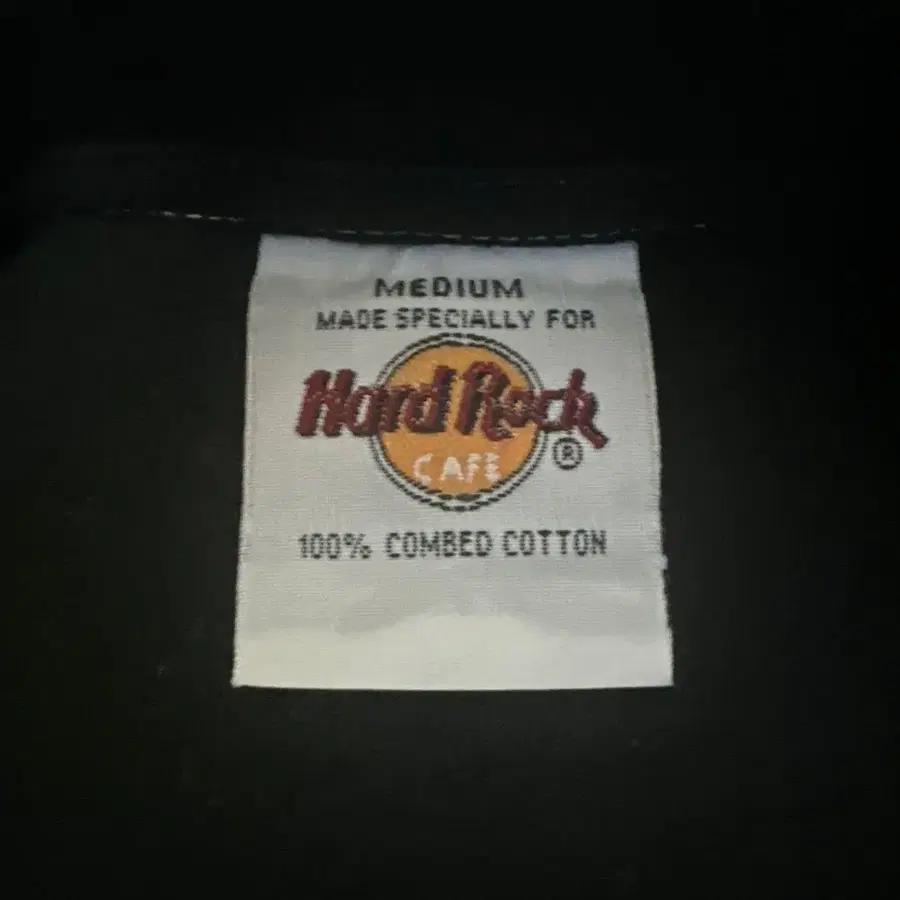 MEDIUM
MADE SPECIALLY FOR
Hard Rock
CAFE
®
100% COMBED COTTON